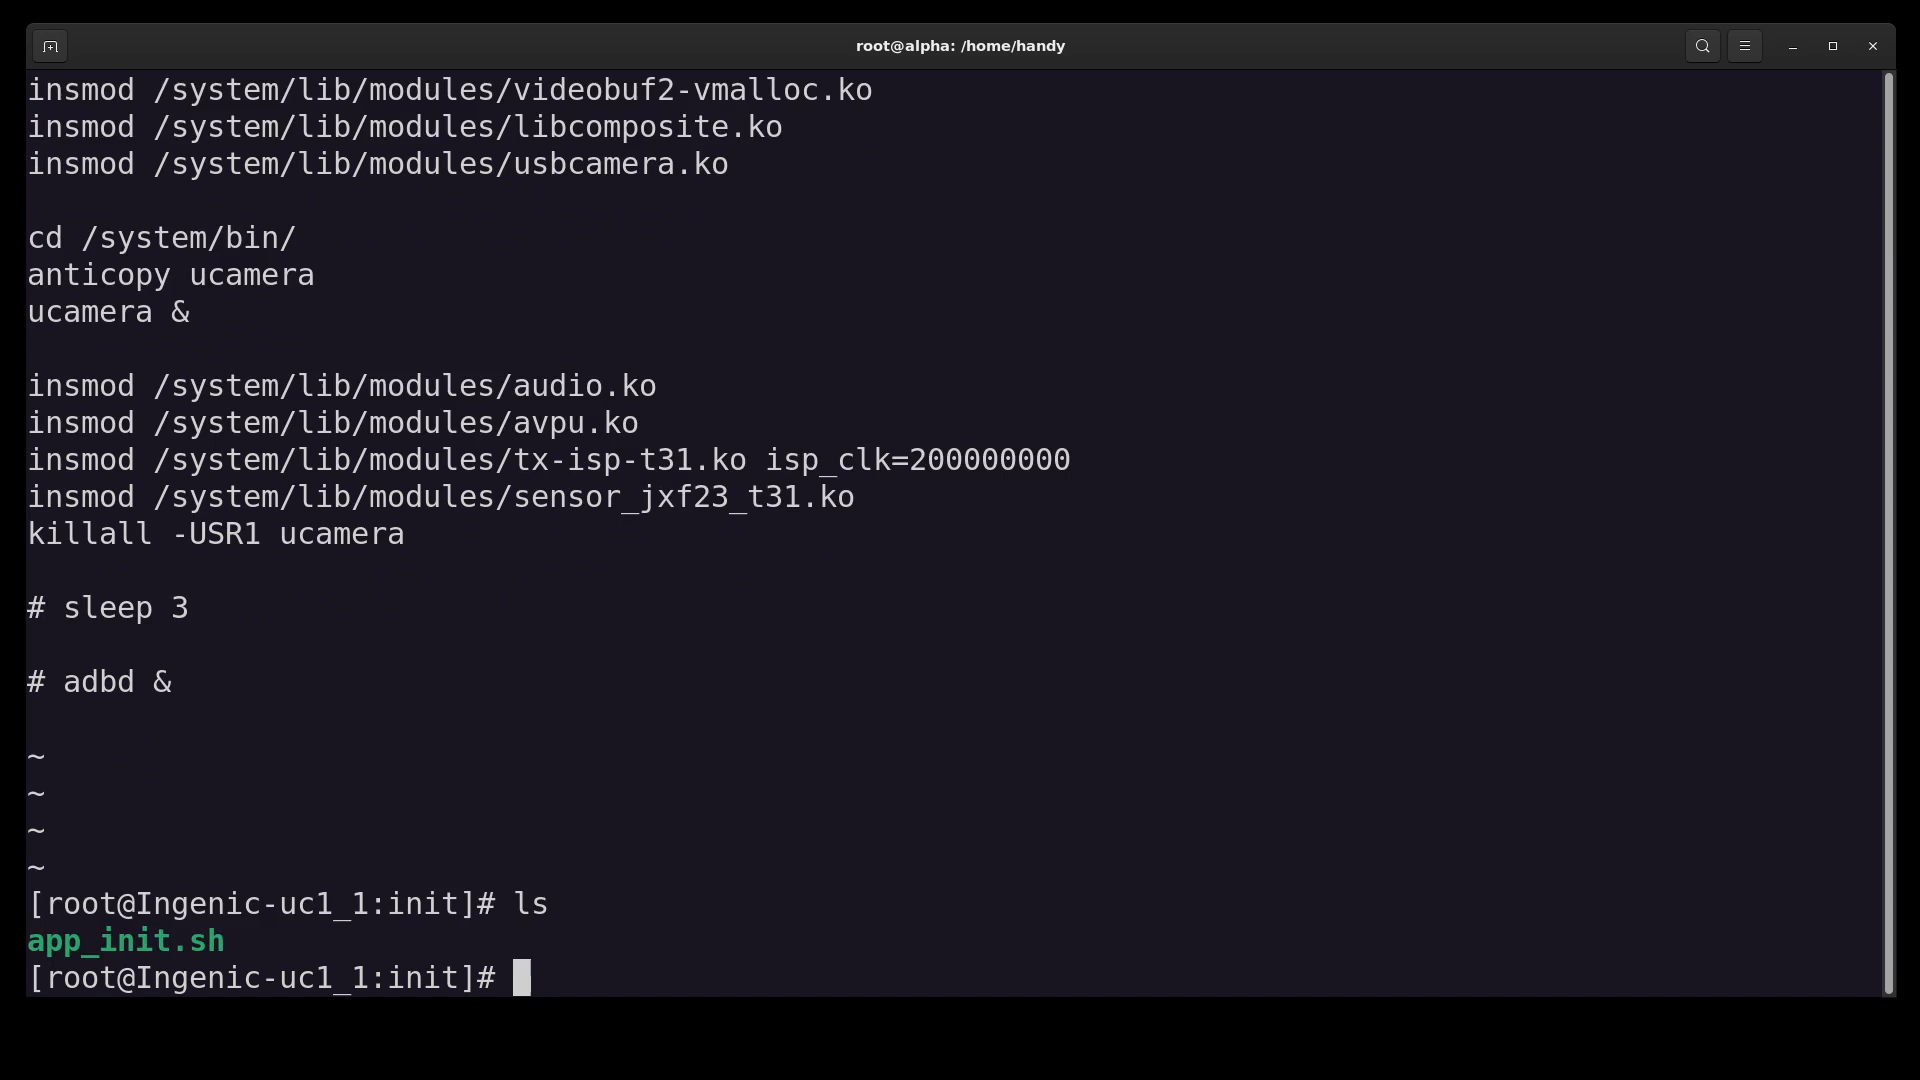 root@alpha: /home/handy
insmod /system/lib/modules/videobuf2-vmalloc.ko
insmod /system/lib/modules/libcomposite.ko
insmod /system/lib/modules/usbcamera.ko
cd /system/bin/
anticopy ucamera
ucamera &
insmod /system/lib/modules/audio.ko
insmod /system/lib/modules/avpu.ko
insmod /system/lib/modules/tx-isp-t31.ko isp_clk=200000000
insmod /system/lib/modules/sensor_jxf23_t31.ko
killall -USR1 ucamera
# sleep 3
# adbd &
~
~
~
~
[root@Ingenic-uc1_1:init]# ls
app_init.sh
[root@Ingenic-uc1_1:init]#